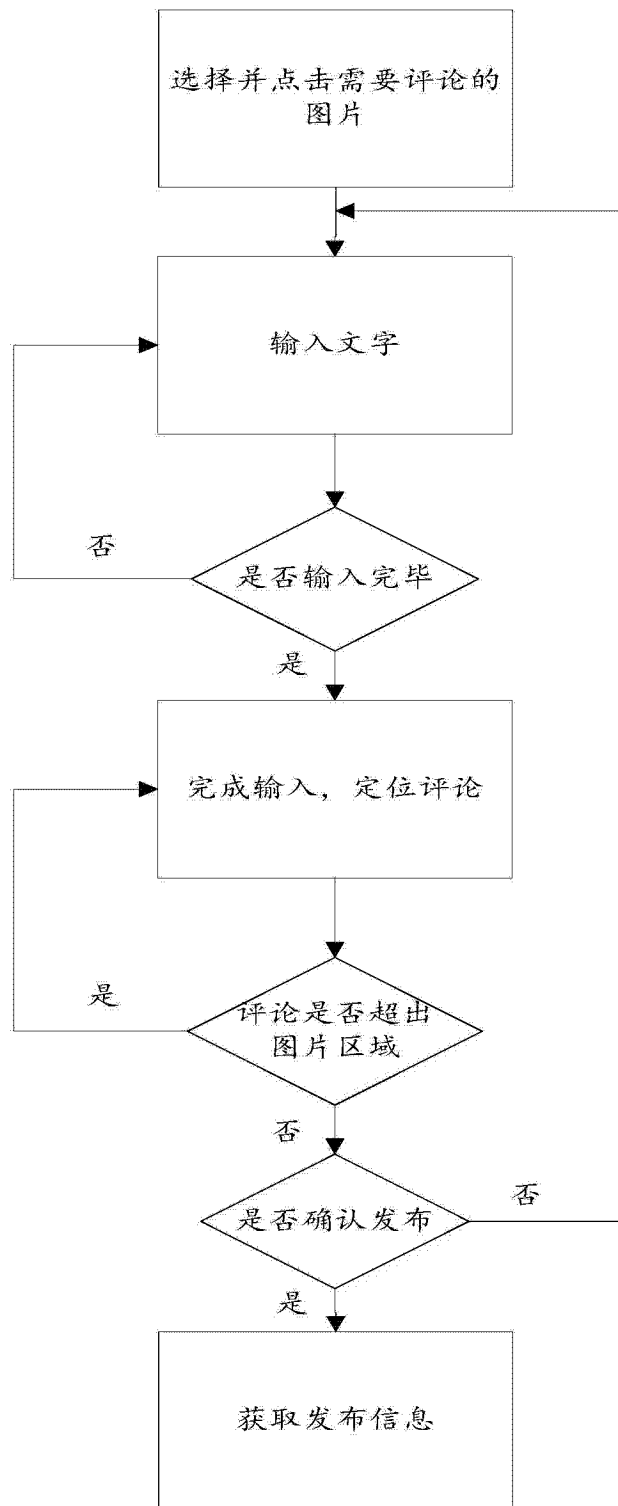 选择并点击需要评论的
图片
输入文字
否
是否输入完毕
是
完成输入，定位评论
是
评论是否超出
图片区域
否
否
是否确认发布
是
获取发布信息